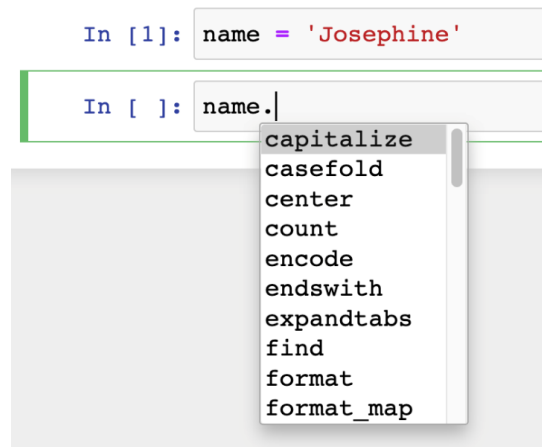 In [1]: name = 'Josephine'
In [ ]: name.
capitalize
casefold
center
count
encode
endswith
expandtabs
find
format
format_map